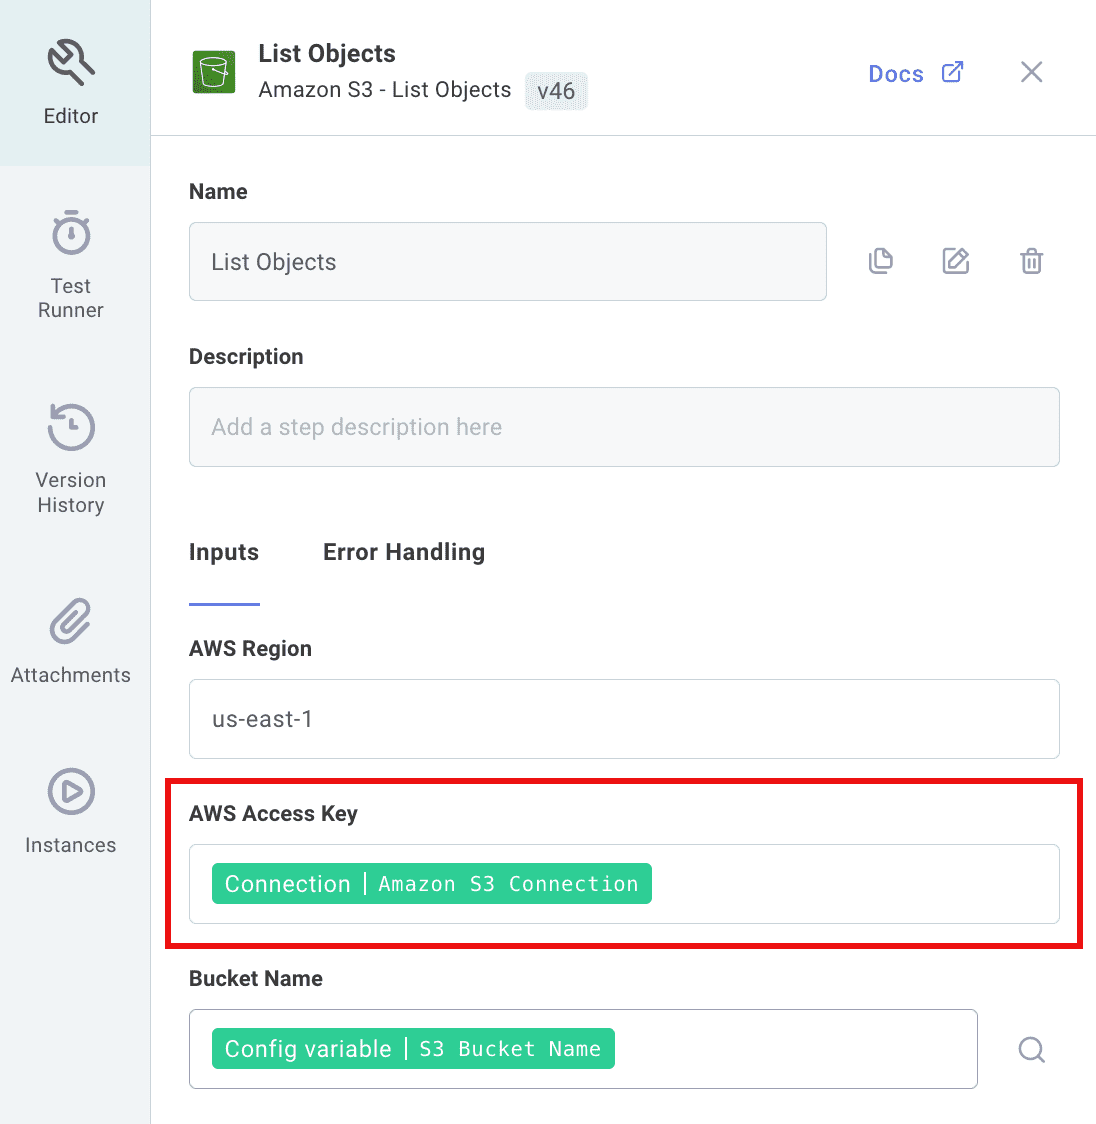 Editor
Test
Runner
Version
History
Attachments
Instances
List Objects
Amazon S3 - List Objects v46
Docs
Name
List Objects
Description
Add a step description here
Inputs Error Handling
AWS Region
us-east-1
AWS Access Key
Connection | Amazon S3 Connection
Bucket Name
Config variable | S3 Bucket Name